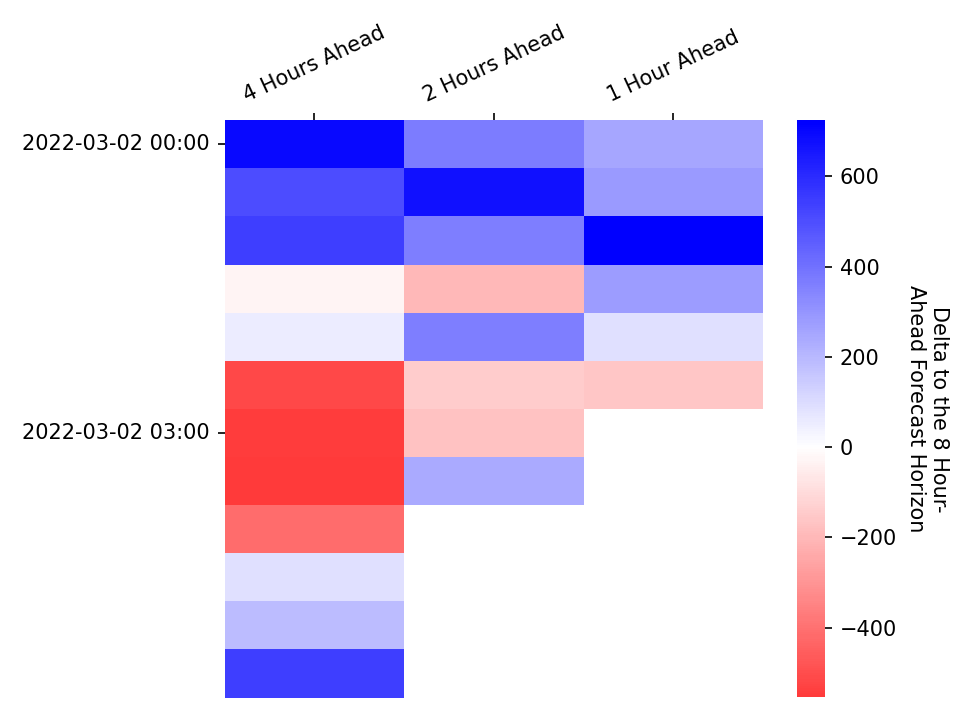 4 Hours Ahead
2 Hours Ahead
1 Hour Ahead
2022-03-02 00:00
2022-03-02 03:00
600
400
200
0
−200
−400
Delta to the 8 Hour-
Ahead Forecast Horizon